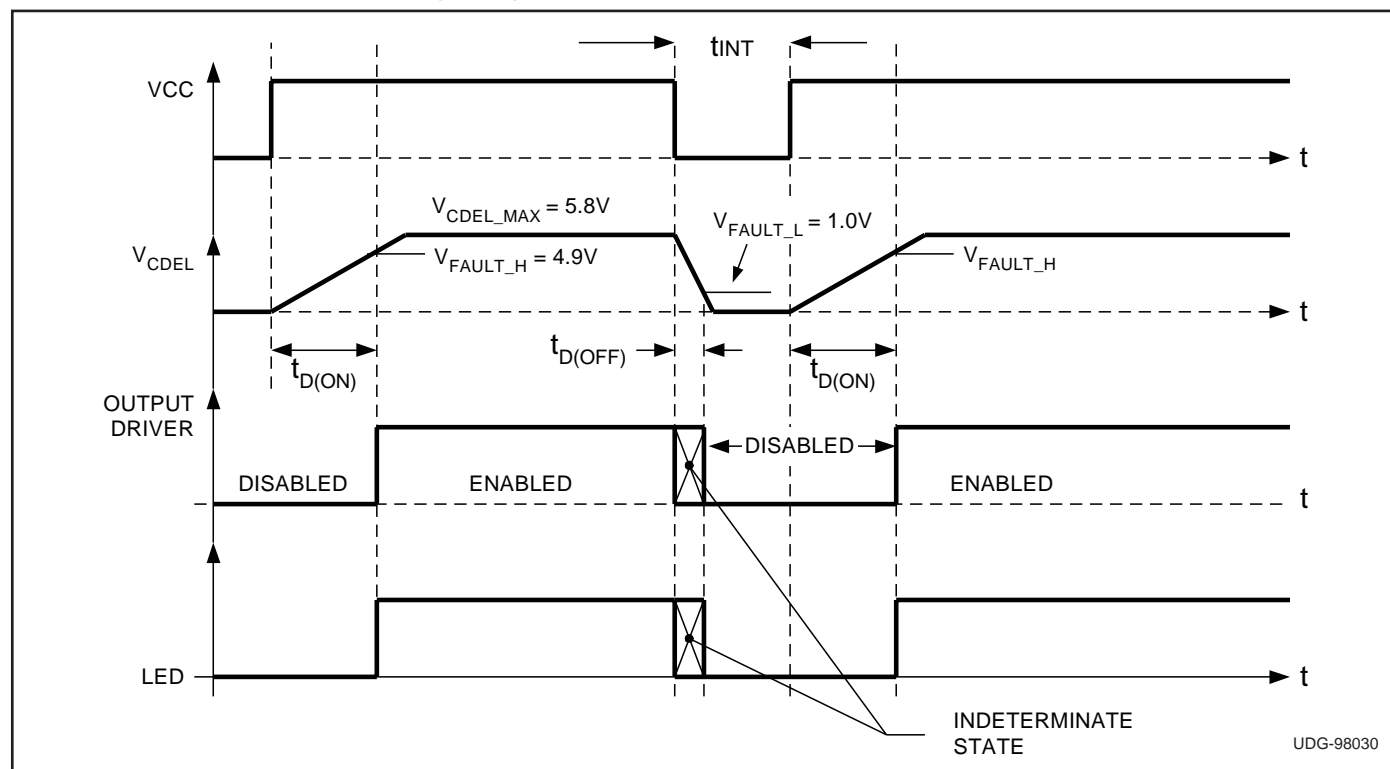 tINT
VCC
t
VCDEL_MAX = 5.8V
VFAULT_L = 1.0V
VCDEL
VFAULT_H = 4.9V
VFAULT_H
t
tD(ON)
tD(OFF)
tD(ON)
OUTPUT
DRIVER
DISABLED
DISABLED
ENABLED
ENABLED
t
LED
t
INDETERMINATE
STATE
UDG-98030